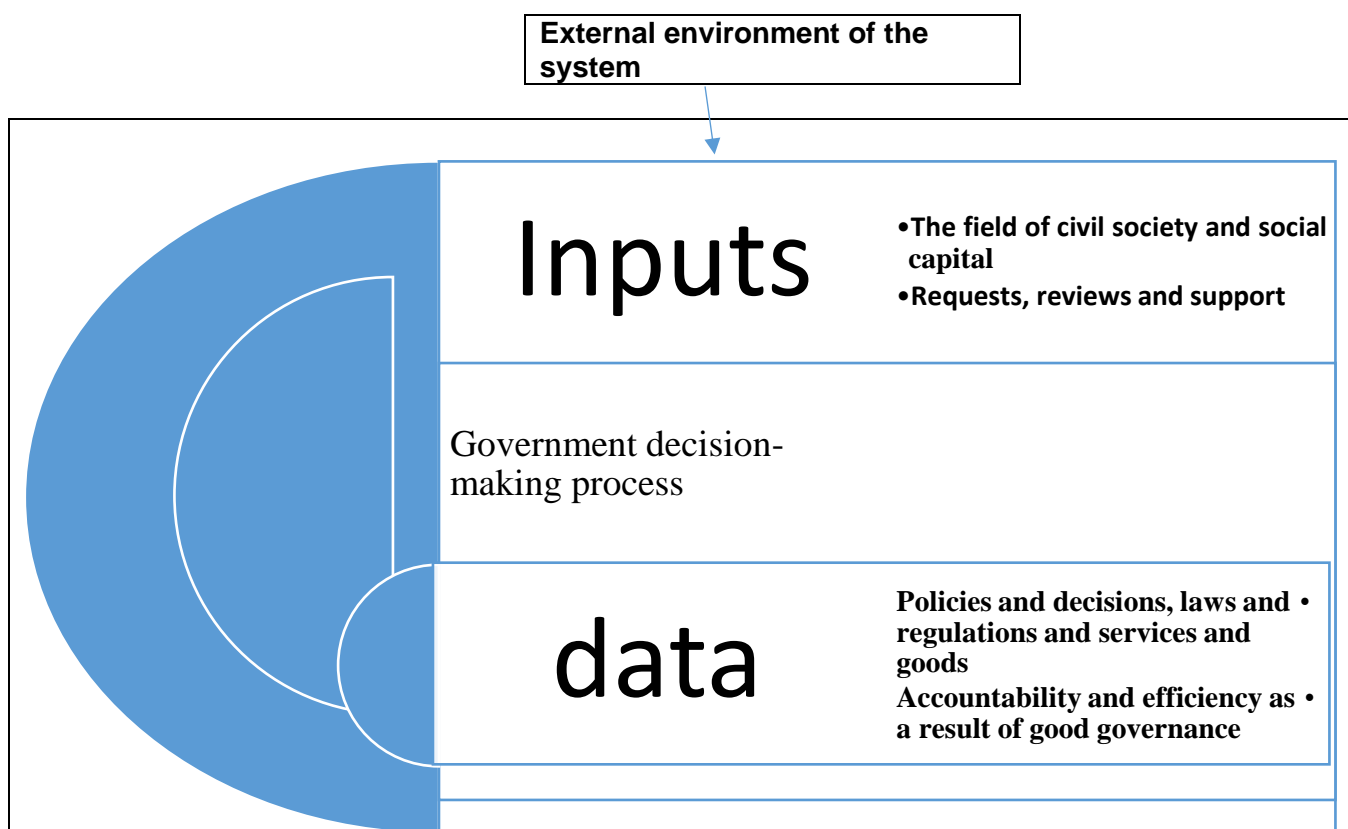 External environment of the
system
Inputs
•The field of civil society and social
capital
•Requests, reviews and support
Government decision-
making process
data
Policies and decisions, laws and •
regulations and services and
goods
Accountability and efficiency as •
a result of good governance